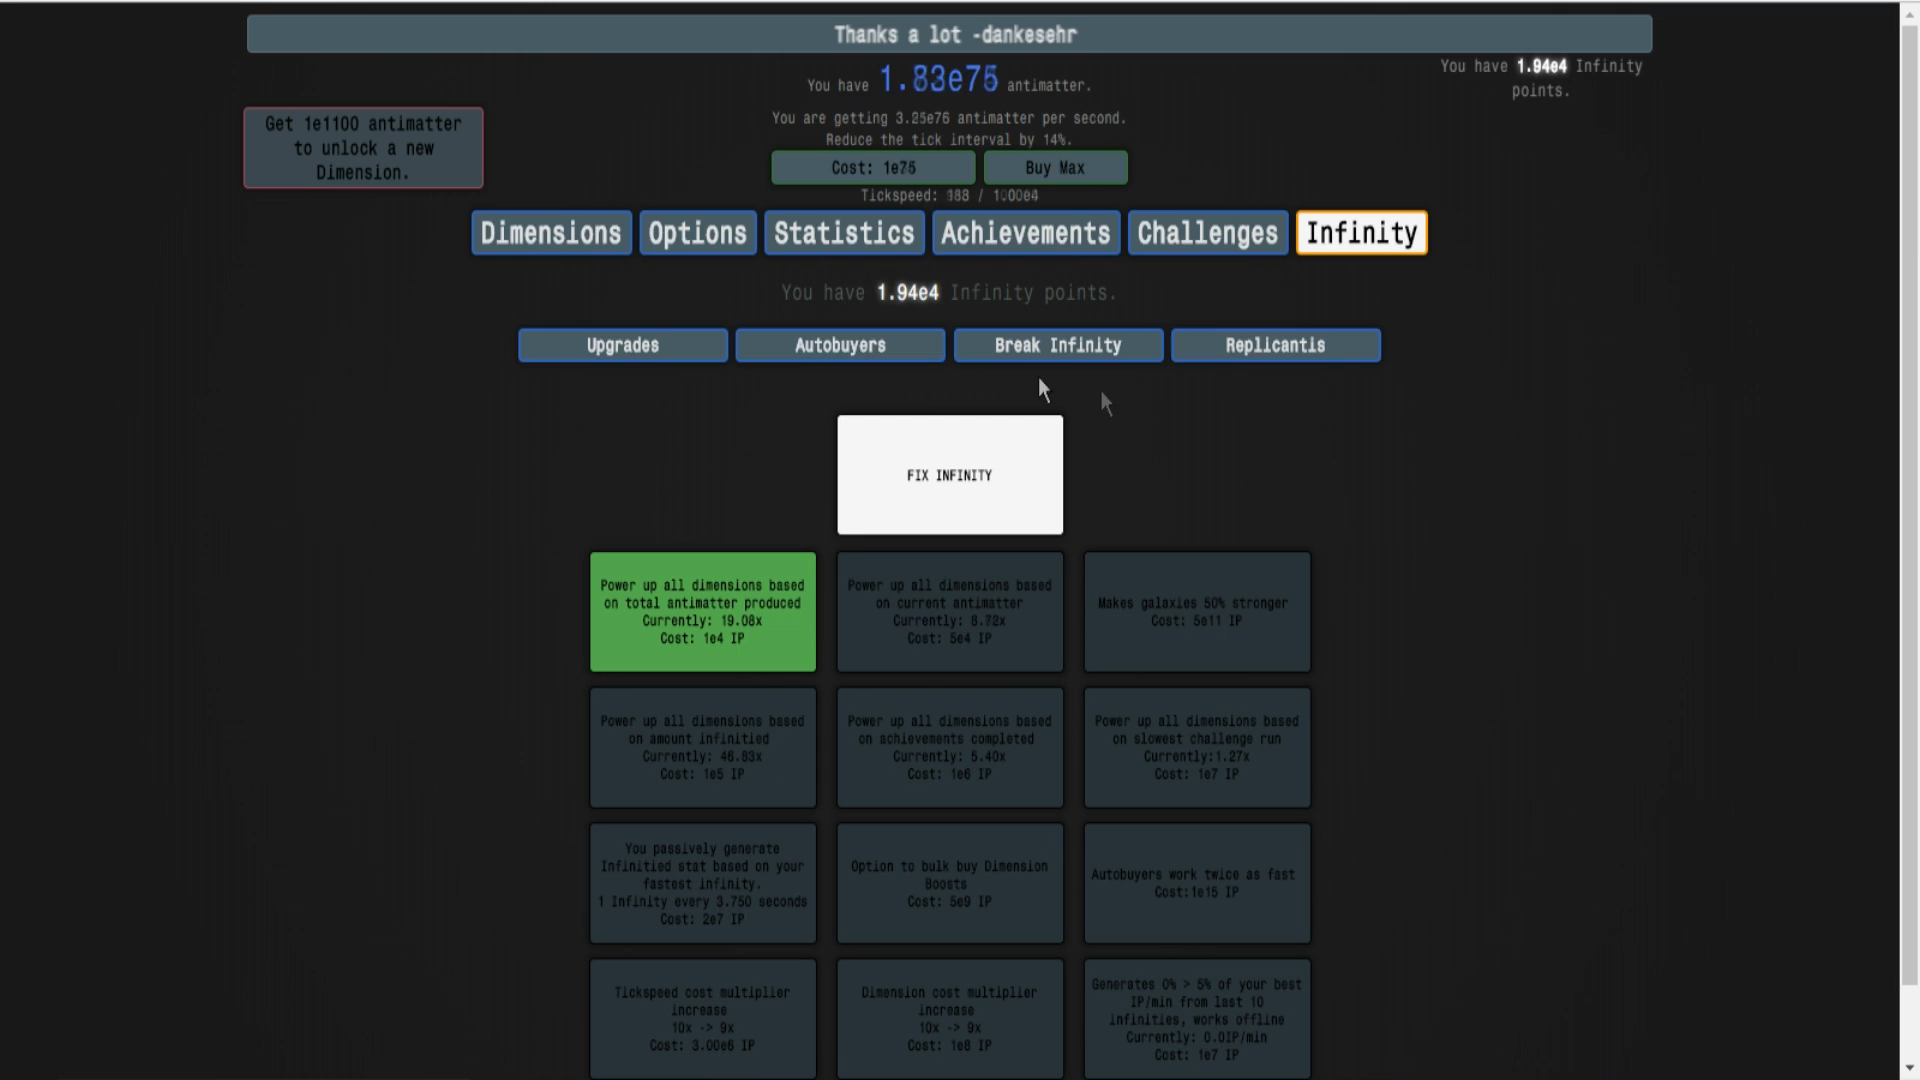 Thanks a lot -dankesehr
You have 1.83e75 antimatter.
You have 1.94e4 Infinity
points.
Get 1e1100 antimatter
to unlock a new
Dimension.
You are getting 3.25e76 antimatter per second.
Reduce the tick interval by 14%.
Cost: 1e75
Buy Max
Tickspeed: / 1000e4
Dimensions
Options
Statistics
Achievements
Challenges
Infinity
You have 1.94e4 Infinity points.
Upgrades
Autobuyers
Break Infinity
Replicantis
FIX INFINITY
Power up all dimensions based
on total antimatter produced
Currently: 19.08x
Cost: 1e4 IP
Power up all dimensions based
on current antimatter
Currently: 8.72x
Cost: 5e4 IP
Makes galaxies 50% stronger
Cost: 5e11 IP
Power up all dimensions based
on amount infinitied
Currently: 46.83x
Cost: 1e5 IP
Power up all dimensions based
on achievements completed
Currently: 5.40x
Cost: 1e6 IP
Power up all dimensions based
on slowest challenge run
Currently:1.27x
Cost: 1e7 IP
You passively generate
Infinitied stat based on your
fastest infinity.
1 Infinity every 3.750 seconds
Cost: 2e7 IP
Option to bulk buy Dimension
Boosts
Cost: 5e9 IP
Autobuyers work twice as fast
Cost:1e15 IP
Tickspeed cost multiplier
increase
10x -> 9x
Cost: 3.00e6 IP
Dimension cost multiplier
increase
10x -> 9x
Cost: 1e8 IP
Generates 0% > 5% of your best
IP/min from last 10
infinities, works offline
Currently: 0.0IP/min
Cost: 1e7 IP